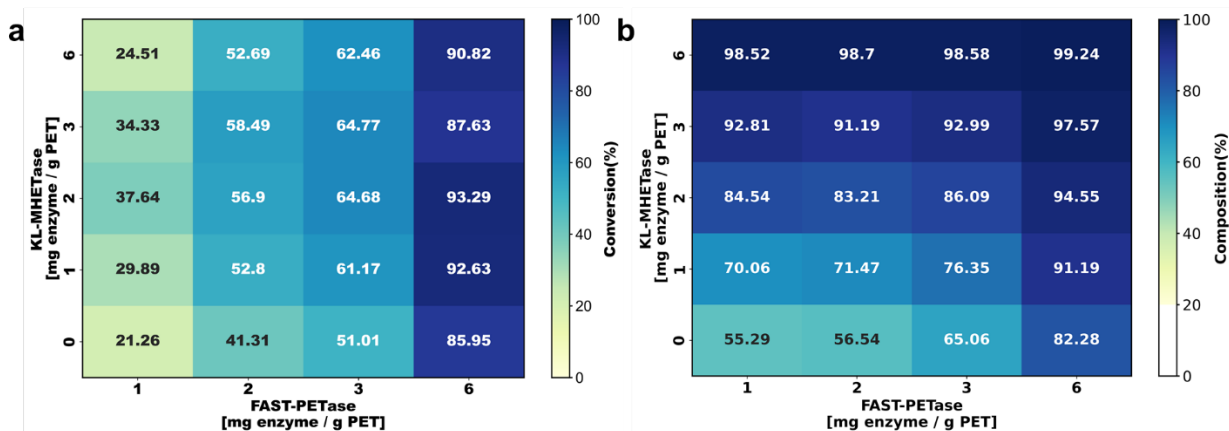 a
KL-MHETase
[mg enzyme / g PET]
6 24.51 52.69 62.46 90.82
3 34.33 58.49 64.77 87.63
2 37.64 56.9 64.68 93.29
1 29.89 52.8 61.17 92.63
0 21.26 41.31 51.01 85.95
1 2 3 6
FAST-PETase
[mg enzyme / g PET]
100
80
60
40
20
0
Conversion(%)
b
KL-MHETase
[mg enzyme / g PET]
6 98.52 98.7 98.58 99.24
3 92.81 91.19 92.99 97.57
2 84.54 83.21 86.09 94.55
1 70.06 71.47 76.35 91.19
0 55.29 56.54 65.06 82.28
1 2 3 6
FAST-PETase
[mg enzyme / g PET]
100
80
60
40
20
0
Composition(%)